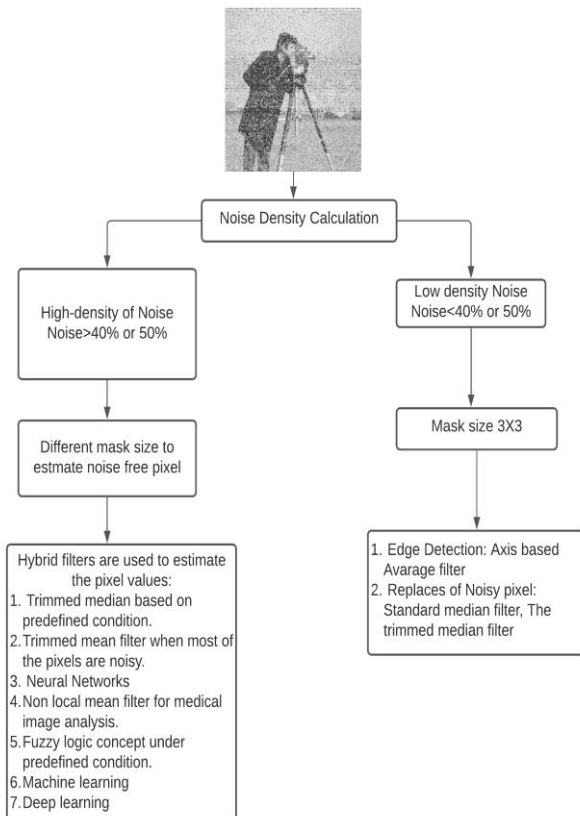 Noise Density Calculation
High-density of Noise
Noise>40% or 50%
Low density Noise
Noise<40% or 50%
Different mask size to
estmate noise free pixel
Mask size 3X3
Hybrid filters are used to estimate
the pixel values:
1. Trimmed median based on
predefined condition.
2. Trimmed mean filter when most of
the pixels are noisy.
3. Neural Networks
4. Non local mean filter for medical
image analysis.
5. Fuzzy logic concept under
predefined condition.
6. Machine learning
7. Deep learning
1. Edge Detection: Axis based
Avarage filter
2. Replaces of Noisy pixel:
Standard median filter, The
trimmed median filter